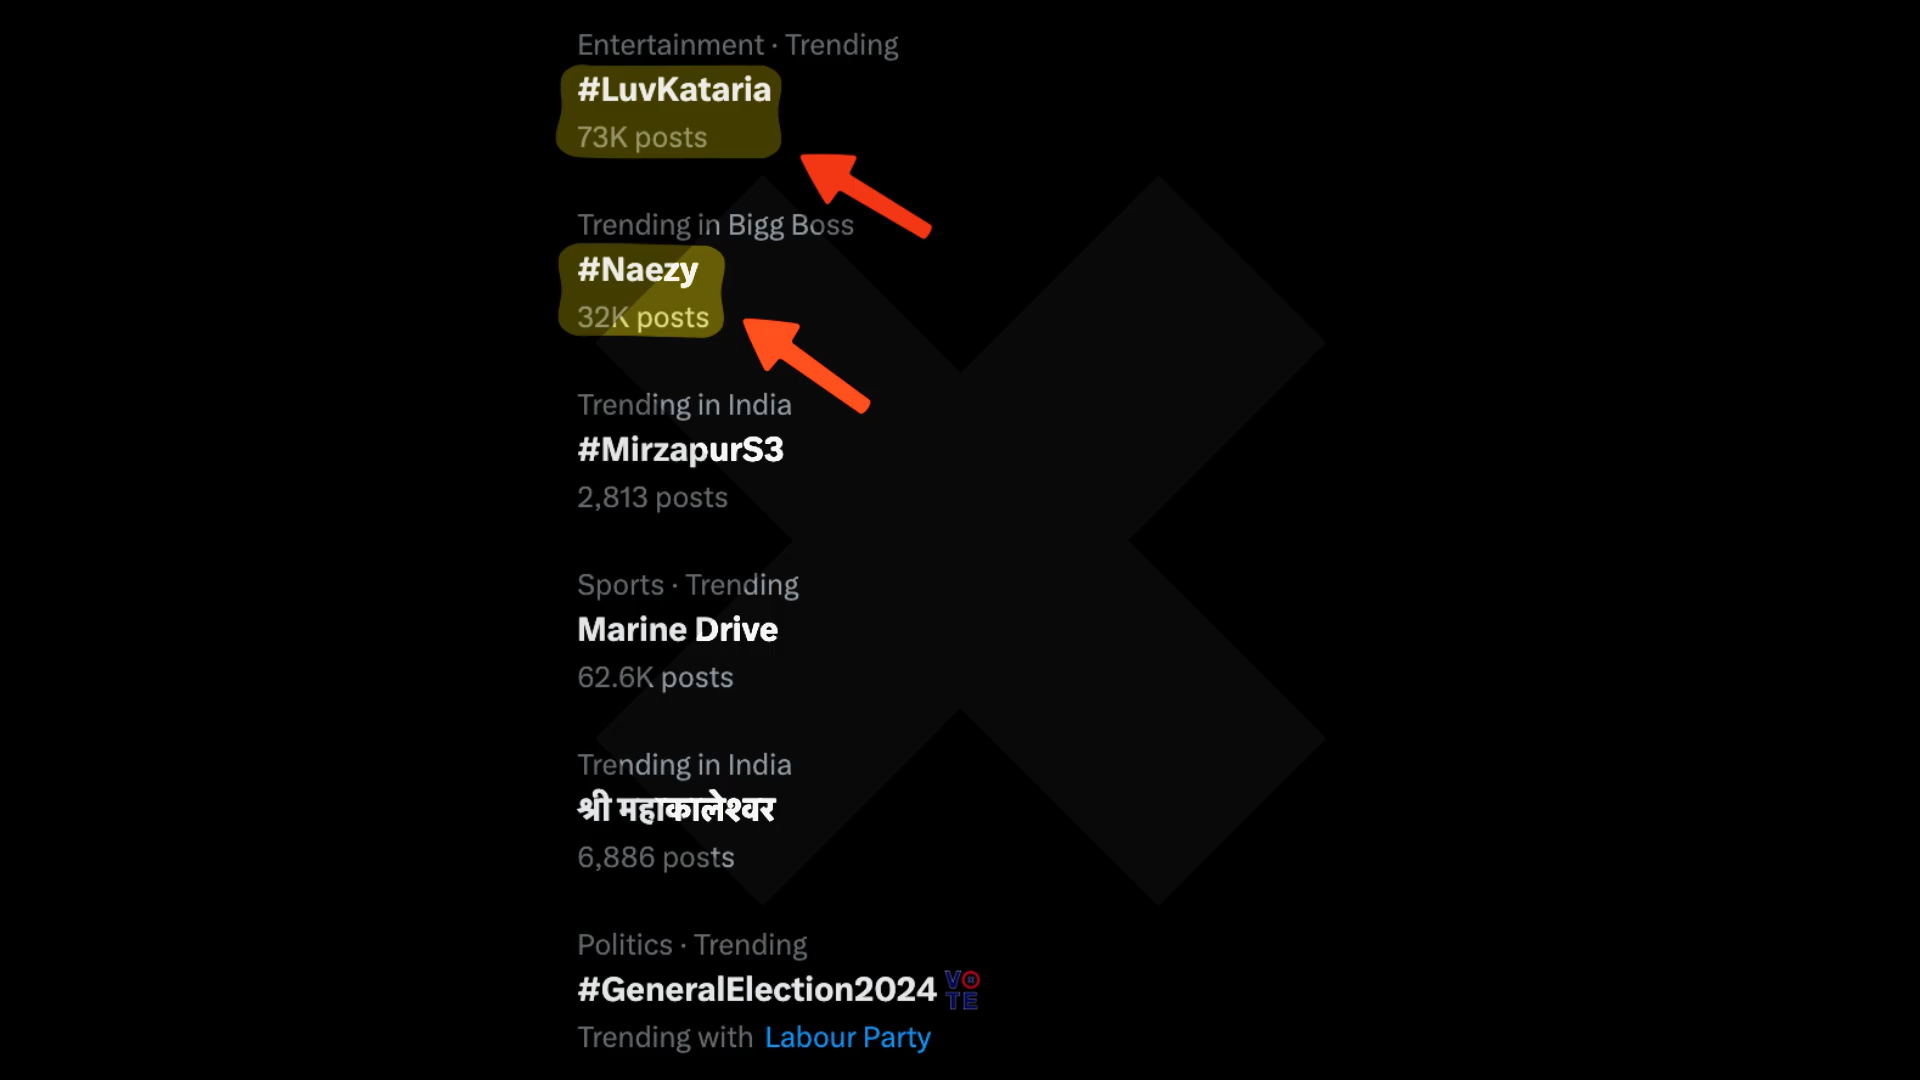 Entertainment · Trending
#LuvKataria
73K posts
Trending in Bigg Boss
#Naezy
32K posts
Trending in India
#MirzapurS3
2,813 posts
Sports · Trending
Marine Drive
62.6K posts
Trending in India
श्री महाकालेश्वर
6,886 posts
Politics · Trending
#GeneralElection2024 VOTE
Trending with Labour Party